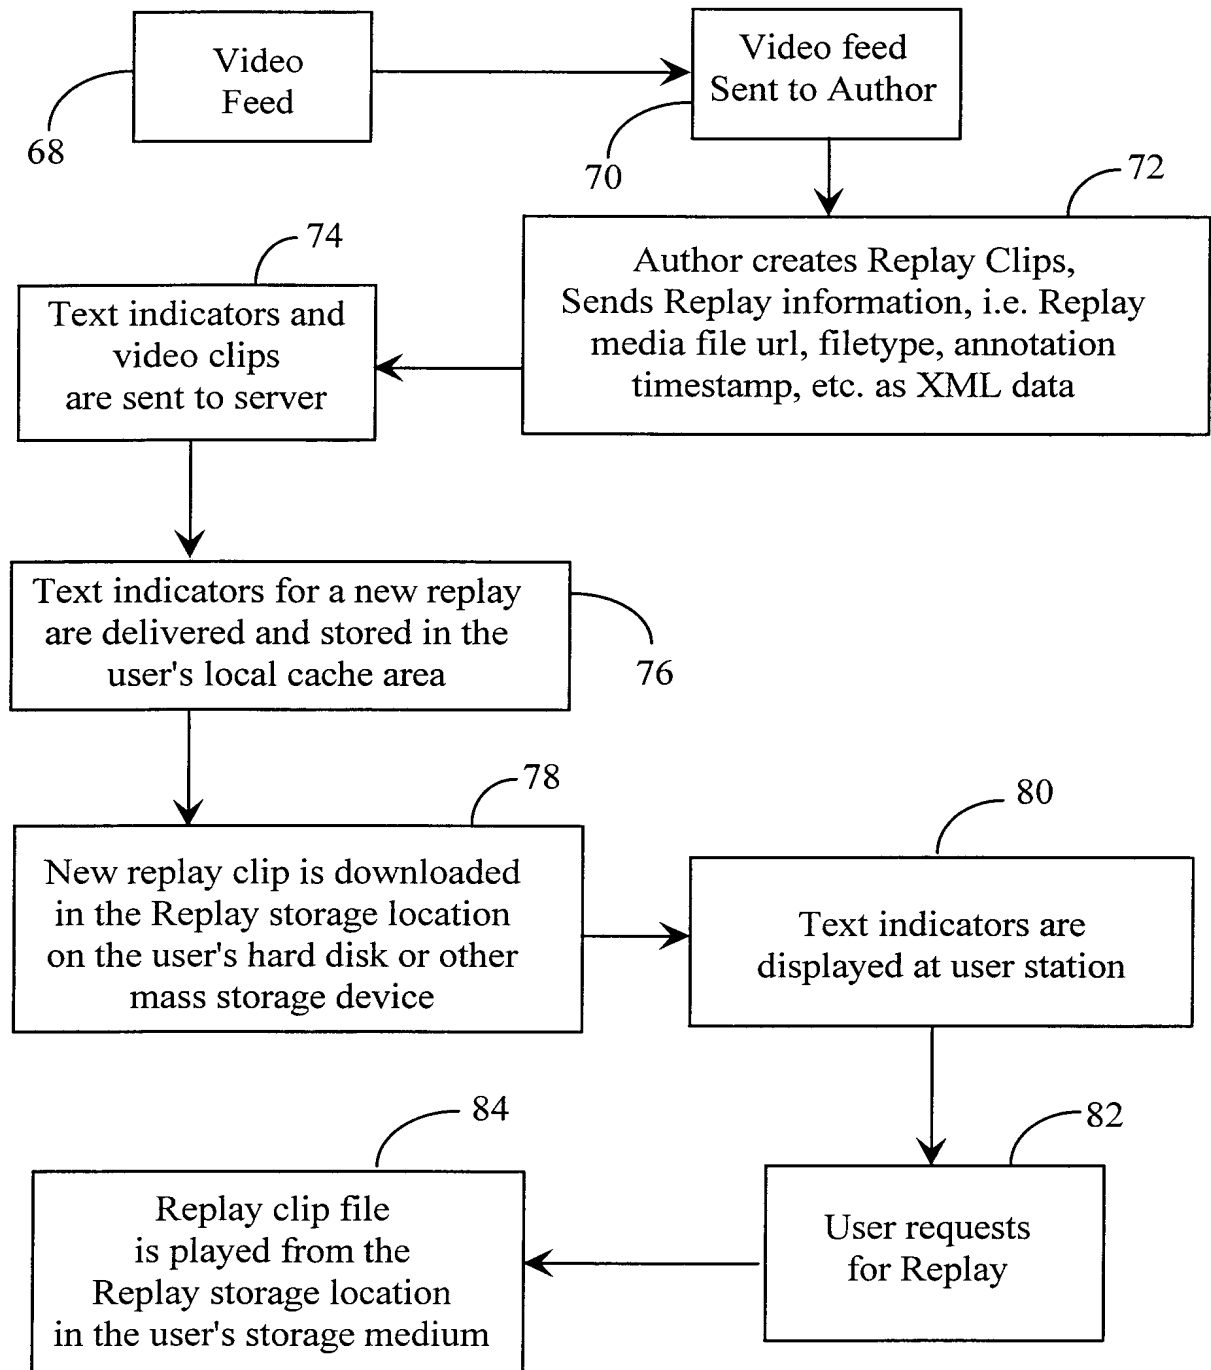 Video
Feed
68
Video feed
Sent to Author
70
72
Author creates Replay Clips,
Sends Replay information, i.e. Replay
media file url, filetype, annotation
timestamp, etc. as XML data
74
Text indicators and
video clips
are sent to server
Text indicators for a new replay
are delivered and stored in the
user's local cache area
76
78
New replay clip is downloaded
in the Replay storage location
on the user's hard disk or other
mass storage device
80
Text indicators are
displayed at user station
82
User requests
for Replay
84
Replay clip file
is played from the
Replay storage location
in the user's storage medium